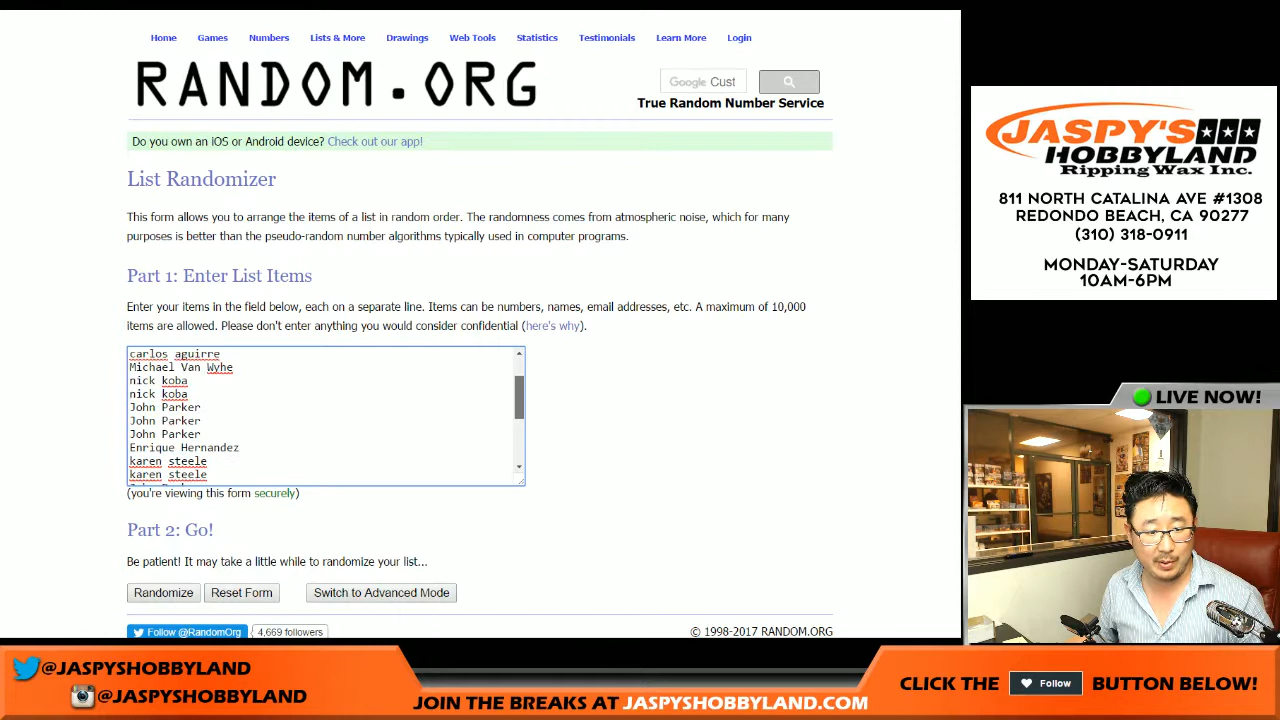 Home Games Numbers Lists & More Drawings Web Tools Statistics Testimonials Learn More Login
RANDOM.ORG
Google Cust
True Random Number Service
Do you own an iOS or Android device? Check out our app!
List Randomizer
This form allows you to arrange the items of a list in random order. The randomness comes from atmospheric noise, which for many
purposes is better than the pseudo-random number algorithms typically used in computer programs.
Part 1: Enter List Items
Enter your items in the field below, each on a separate line. Items can be numbers, names, email addresses, etc. A maximum of 10,000
items are allowed. Please don't enter anything you would consider confidential (here's why).
carlos aguirre
Michael Van Wyhe
nick koba
nick koba
John Parker
John Parker
John Parker
Enrique Hernandez
karen steele
karen steele
(you're viewing this form securely)
Part 2: Go!
Be patient! It may take a little while to randomize your list...
Randomize Reset Form Switch to Advanced Mode
Follow @RandomOrg 4,669 followers
© 1998-2017 RANDOM.ORG
JASPY'S
HOBBYLAND
Ripping Wax Inc.
811 NORTH CATALINA AVE #1308
REDONDO BEACH, CA 90277
(310) 318-0911
MONDAY-SATURDAY
10AM-6PM
LIVE NOW!
@JASPYSHOBBYLAND
@JASPYSHOBBYLAND
JOIN THE BREAKS AT JASPYSHOBBYLAND.COM
CLICK THE Follow BUTTON BELOW!